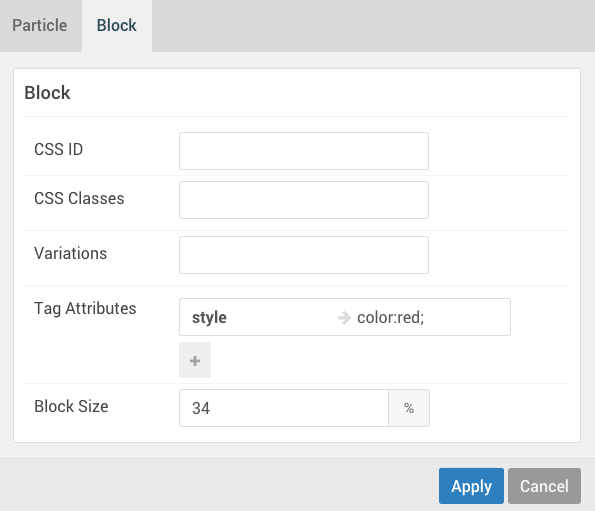 Particle Block
Block
CSS ID
CSS Classes
Variations
Tag Attributes style color:red;
+
Block Size 34 %
Apply Cancel